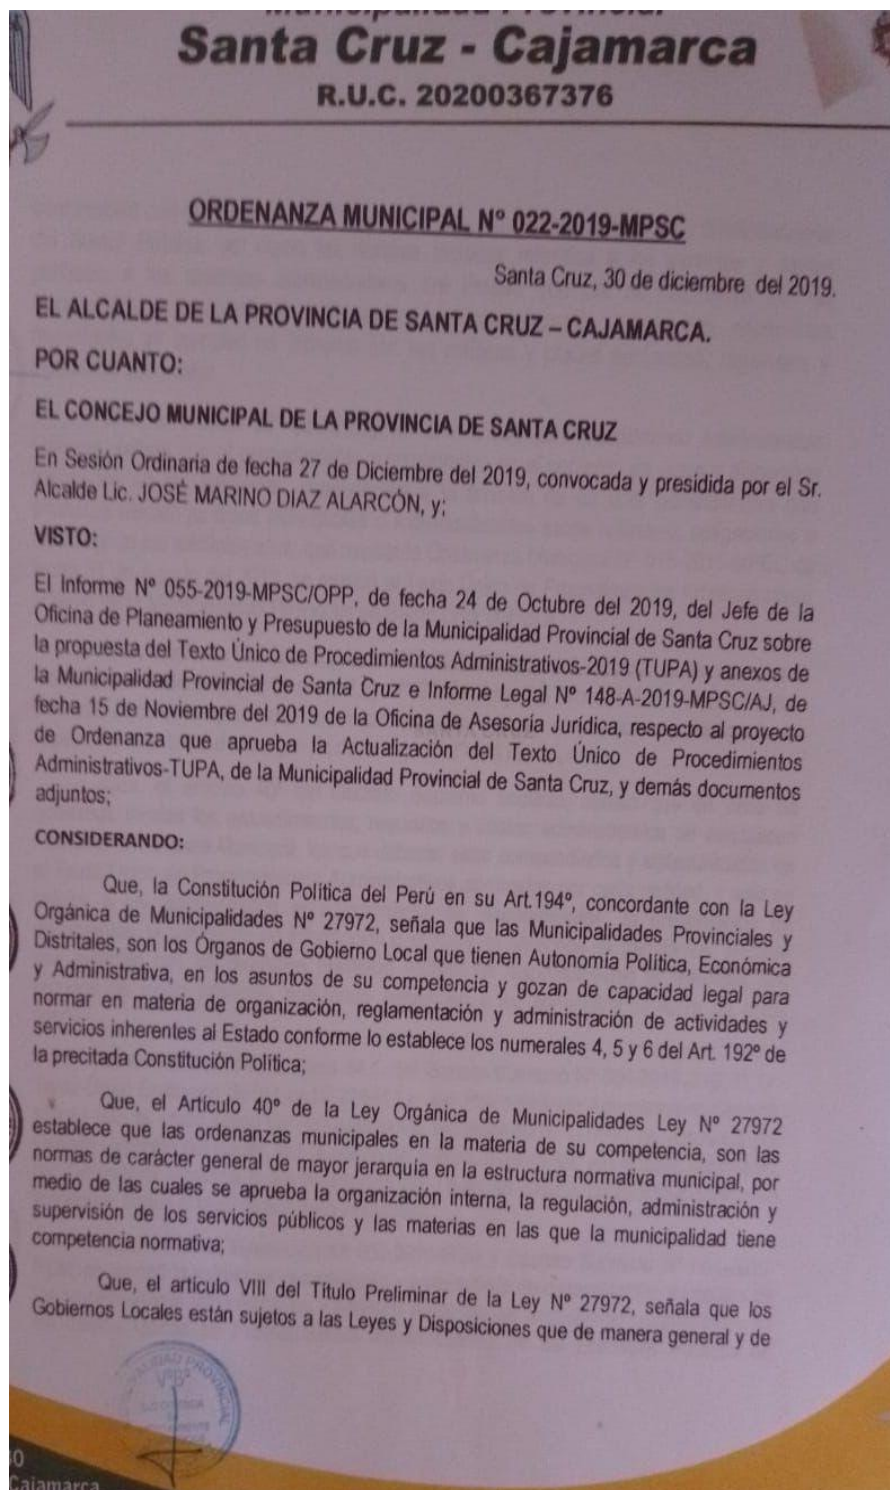 Municipalidad Provincial
Santa Cruz - Cajamarca
R.U.C. 20200367376
ORDENANZA MUNICIPAL Nº 022-2019-MPSC
Santa Cruz, 30 de diciembre del 2019.
EL ALCALDE DE LA PROVINCIA DE SANTA CRUZ – CAJAMARCA.
POR CUANTO:
EL CONCEJO MUNICIPAL DE LA PROVINCIA DE SANTA CRUZ
En Sesión Ordinaria de fecha 27 de Diciembre del 2019, convocada y presidida por el Sr.
Alcalde Lic. JOSÉ MARINO DIAZ ALARCÓN, y;
VISTO:
El Informe Nº 055-2019-MPSC/OPP, de fecha 24 de Octubre del 2019, del Jefe de la
Oficina de Planeamiento y Presupuesto de la Municipalidad Provincial de Santa Cruz sobre
la propuesta del Texto Único de Procedimientos Administrativos-2019 (TUPA) y anexos de
la Municipalidad Provincial de Santa Cruz e Informe Legal Nº 148-A-2019-MPSC/AJ, de
fecha 15 de Noviembre del 2019 de la Oficina de Asesoría Jurídica, respecto al proyecto
de Ordenanza que aprueba la Actualización del Texto Único de Procedimientos
Administrativos-TUPA, de la Municipalidad Provincial de Santa Cruz, y demás documentos
adjuntos;
CONSIDERANDO:
Que, la Constitución Política del Perú en su Art.194º, concordante con la Ley
Orgánica de Municipalidades Nº 27972, señala que las Municipalidades Provinciales y
Distritales, son los Órganos de Gobierno Local que tienen Autonomía Política, Económica
y Administrativa, en los asuntos de su competencia y gozan de capacidad legal para
normar en materia de organización, reglamentación y administración de actividades y
servicios inherentes al Estado conforme lo establece los numerales 4, 5 y 6 del Art. 192º de
la precitada Constitución Política;
Que, el Artículo 40º de la Ley Orgánica de Municipalidades Ley Nº 27972
establece que las ordenanzas municipales en la materia de su competencia, son las
normas de carácter general de mayor jerarquía en la estructura normativa municipal, por
medio de las cuales se aprueba la organización interna, la regulación, administración y
supervisión de los servicios públicos y las materias en las que la municipalidad tiene
competencia normativa;
Que, el artículo VIII del Título Preliminar de la Ley Nº 27972, señala que los
Gobiernos Locales están sujetos a las Leyes y Disposiciones que de manera general y de
PROVINCIAL
VºBº
Cajamarca